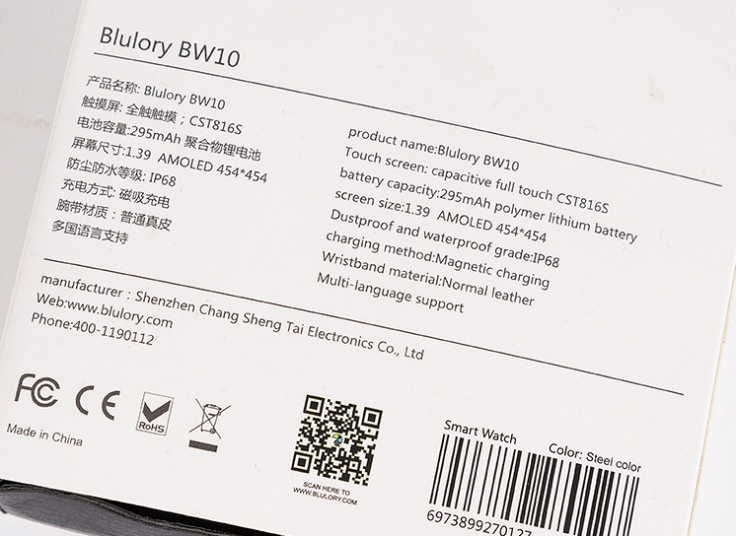 Blulory BW10
产品名称: Blulory BW10
触摸屏: 全触触摸；CST816S
电池容量:295mAh 聚合物锂电池
屏幕尺寸:1.39 AMOLED 454*454
防尘防水等级: IP68
充电方式: 磁吸充电
腕带材质：普通真皮
多国语言支持
product name:Blulory BW10
Touch screen: capacitive full touch CST816S
battery capacity:295mAh polymer lithium battery
screen size:1.39 AMOLED 454*454
Dustproof and waterproof grade:IP68
charging method:Magnetic charging
Wristband material:Normal leather
Multi-language support
manufacturer：Shenzhen Chang Sheng Tai Electronics Co., Ltd
Web:www.blulory.com
Phone:400-1190112
FCC CE RoHS
Made in China
SCAN HERE TO
WWW.BLULORY.COM
Smart Watch Color: Steel color
6973899270127